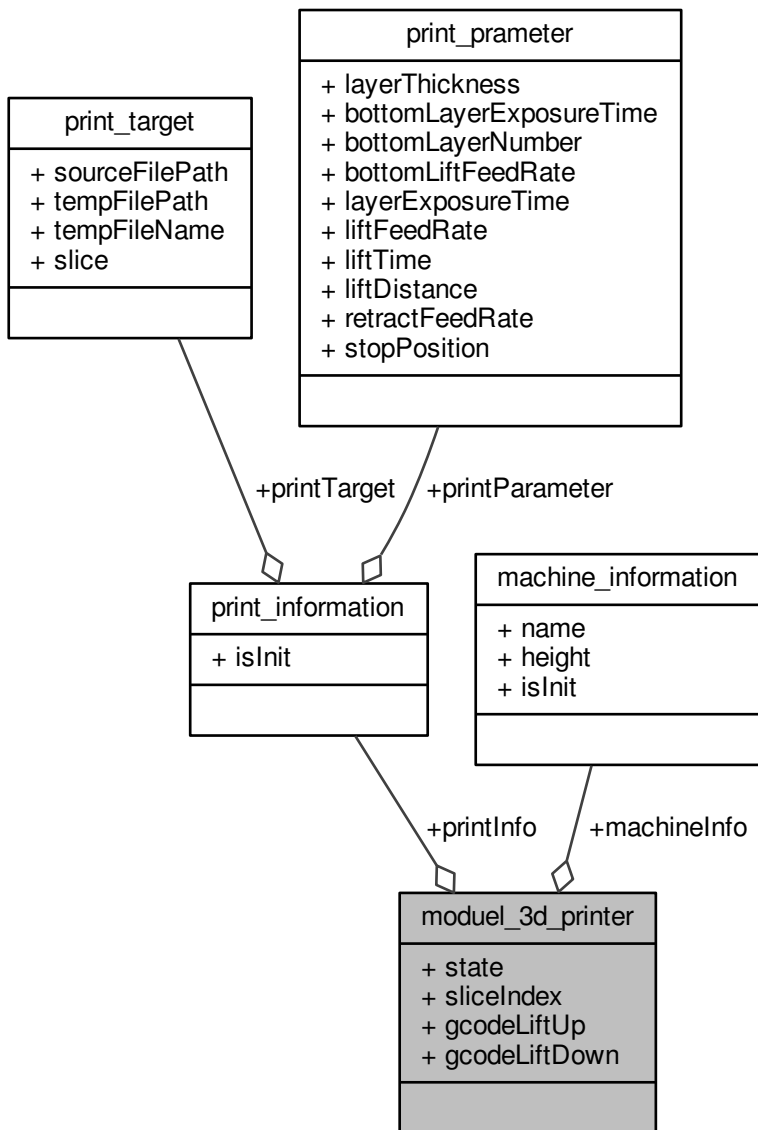 print_prameter
+ layerThickness
+ bottomLayerExposureTime
+ bottomLayerNumber
+ bottomLiftFeedRate
+ layerExposureTime
+ liftFeedRate
+ liftTime
+ liftDistance
+ retractFeedRate
+ stopPosition
print_target
+ sourceFilePath
+ tempFilePath
+ tempFileName
+ slice
+printTarget
+printParameter
print_information
+ isInit
machine_information
+ name
+ height
+ isInit
+printInfo
+machineInfo
moduel_3d_printer
+ state
+ sliceIndex
+ gcodeLiftUp
+ gcodeLiftDown